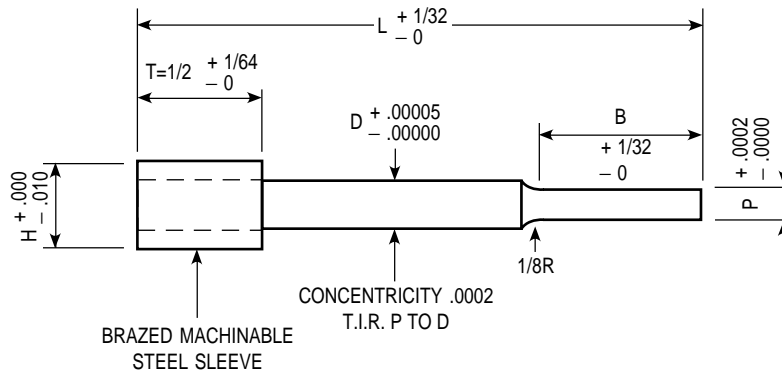 L + 1/32
− 0
T=1/2 + 1/64
− 0
D + .00005
− .00000
B
+ 1/32
− 0
+ .0002
− .0000
P
H + .000
− .010
1/8R
CONCENTRICITY .0002
T.I.R. P TO D
BRAZED MACHINABLE
STEEL SLEEVE